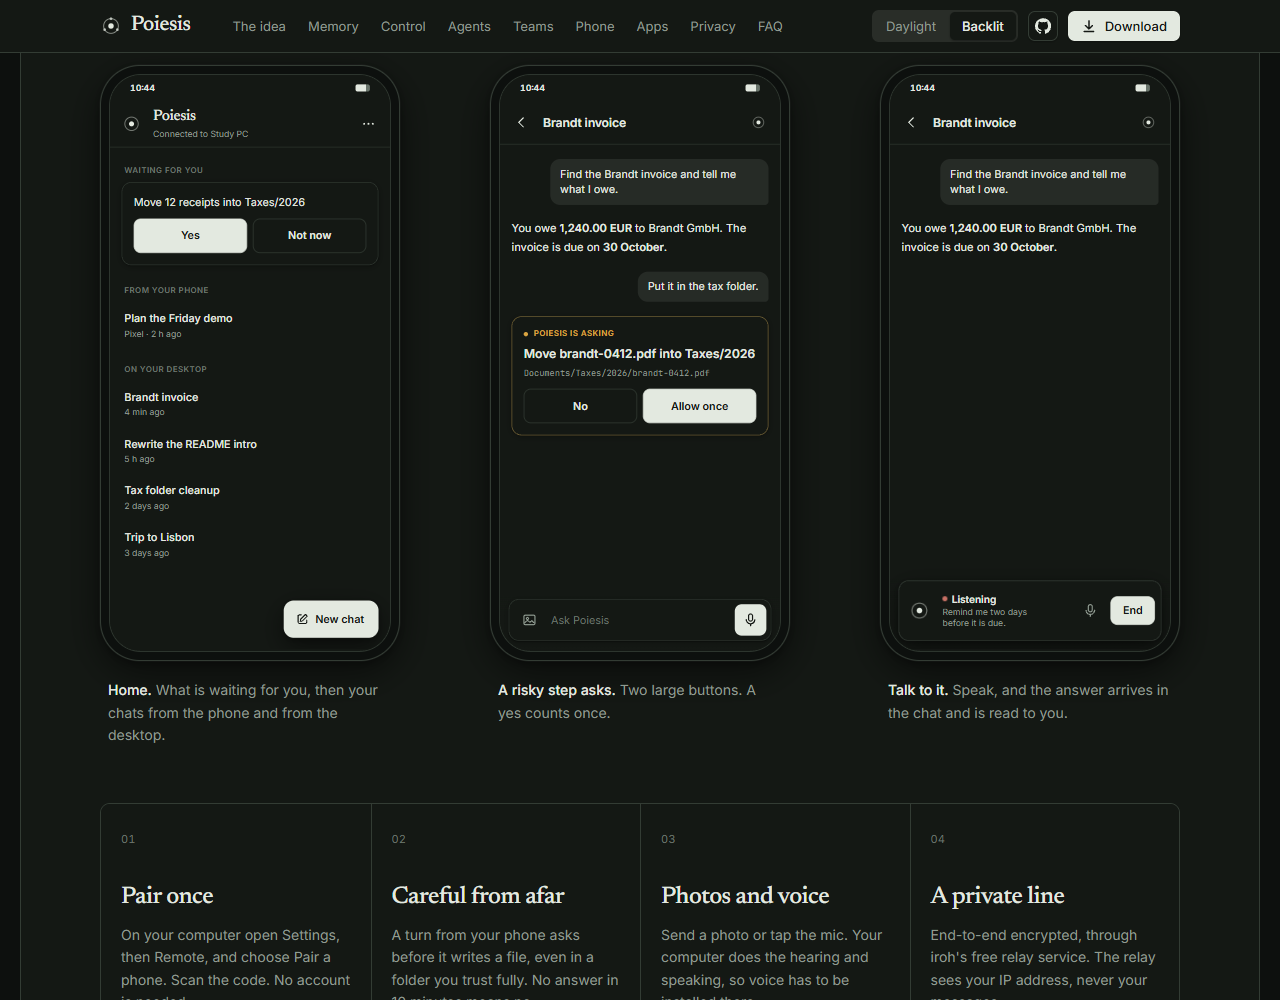 Poiesis
The idea
Memory
Control
Agents
Teams
Phone
Apps
Privacy
FAQ
Daylight
Backlit
Download
10:44
Poiesis
Connected to Study PC
WAITING FOR YOU
Move 12 receipts into Taxes/2026
Yes
Not now
FROM YOUR PHONE
Plan the Friday demo
Pixel · 2 h ago
ON YOUR DESKTOP
Brandt invoice
4 min ago
Rewrite the README intro
5 h ago
Tax folder cleanup
2 days ago
Trip to Lisbon
3 days ago
New chat
Home. What is waiting for you, then your
chats from the phone and from the
desktop.
10:44
Brandt invoice
Find the Brandt invoice and tell me
what I owe.
You owe 1,240.00 EUR to Brandt GmbH. The
invoice is due on 30 October.
Put it in the tax folder.
POIESIS IS ASKING
Move brandt-0412.pdf into Taxes/2026
Documents/Taxes/2026/brandt-0412.pdf
No
Allow once
Ask Poiesis
A risky step asks. Two large buttons. A
yes counts once.
10:44
Brandt invoice
Find the Brandt invoice and tell me
what I owe.
You owe 1,240.00 EUR to Brandt GmbH. The
invoice is due on 30 October.
Listening
Remind me two days
before it is due.
End
Talk to it. Speak, and the answer arrives in
the chat and is read to you.
01
Pair once
On your computer open Settings,
then Remote, and choose Pair a
phone. Scan the code. No account
is needed.
02
Careful from afar
A turn from your phone asks
before it writes a file, even in a
folder you trust fully. No answer in
10 minutes means no.
03
Photos and voice
Send a photo or tap the mic. Your
computer does the hearing and
speaking, so voice has to be
installed there.
04
A private line
End-to-end encrypted, through
iroh's free relay service. The relay
sees your IP address, never your
messages.